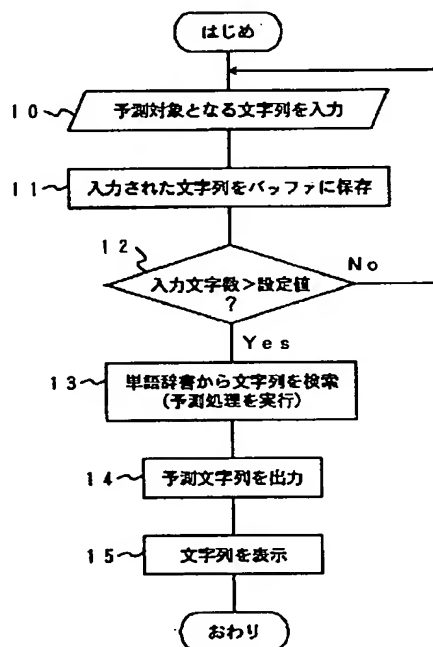 はじめ
10 予測対象となる文字列を入力
11 入力された文字列をバッファに保存
12
入力文字数>設定値
?
No
Yes
13 単語辞書から文字列を検索
(予測処理を実行)
14 予測文字列を出力
15 文字列を表示
おわり